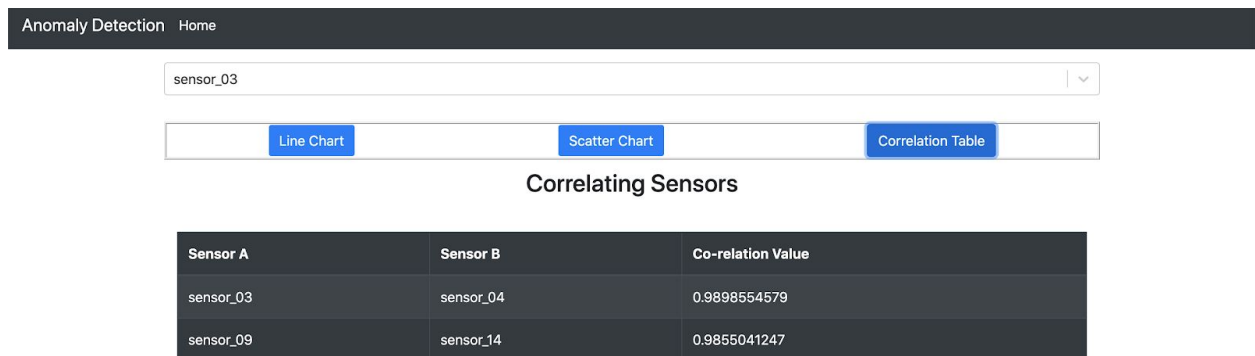 Anomaly Detection Home
sensor_03
Line Chart Scatter Chart Correlation Table
Correlating Sensors
Sensor A Sensor B Co-relation Value
sensor_03 sensor_04 0.9898554579
sensor_09 sensor_14 0.9855041247